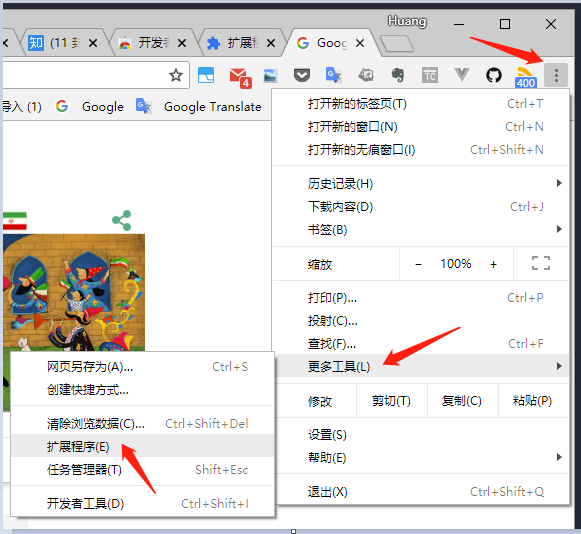 Huang
知 (11 封
开发者
扩展程
Goog
4
TC
400
导入 (1)
Google
Google Translate
打开新的标签页(T) Ctrl+T
打开新的窗口(N) Ctrl+N
打开新的无痕窗口(I) Ctrl+Shift+N
历史记录(H)
下载内容(D) Ctrl+J
书签(B)
缩放 − 100% +
打印(P)... Ctrl+P
投射(C)...
查找(F)... Ctrl+F
更多工具(L)
修改 剪切(T) 复制(C) 粘贴(P)
设置(S)
帮助(E)
退出(X) Ctrl+Shift+Q
网页另存为(A)... Ctrl+S
创建快捷方式...
清除浏览数据(C)... Ctrl+Shift+Del
扩展程序(E)
任务管理器(T) Shift+Esc
开发者工具(D) Ctrl+Shift+I